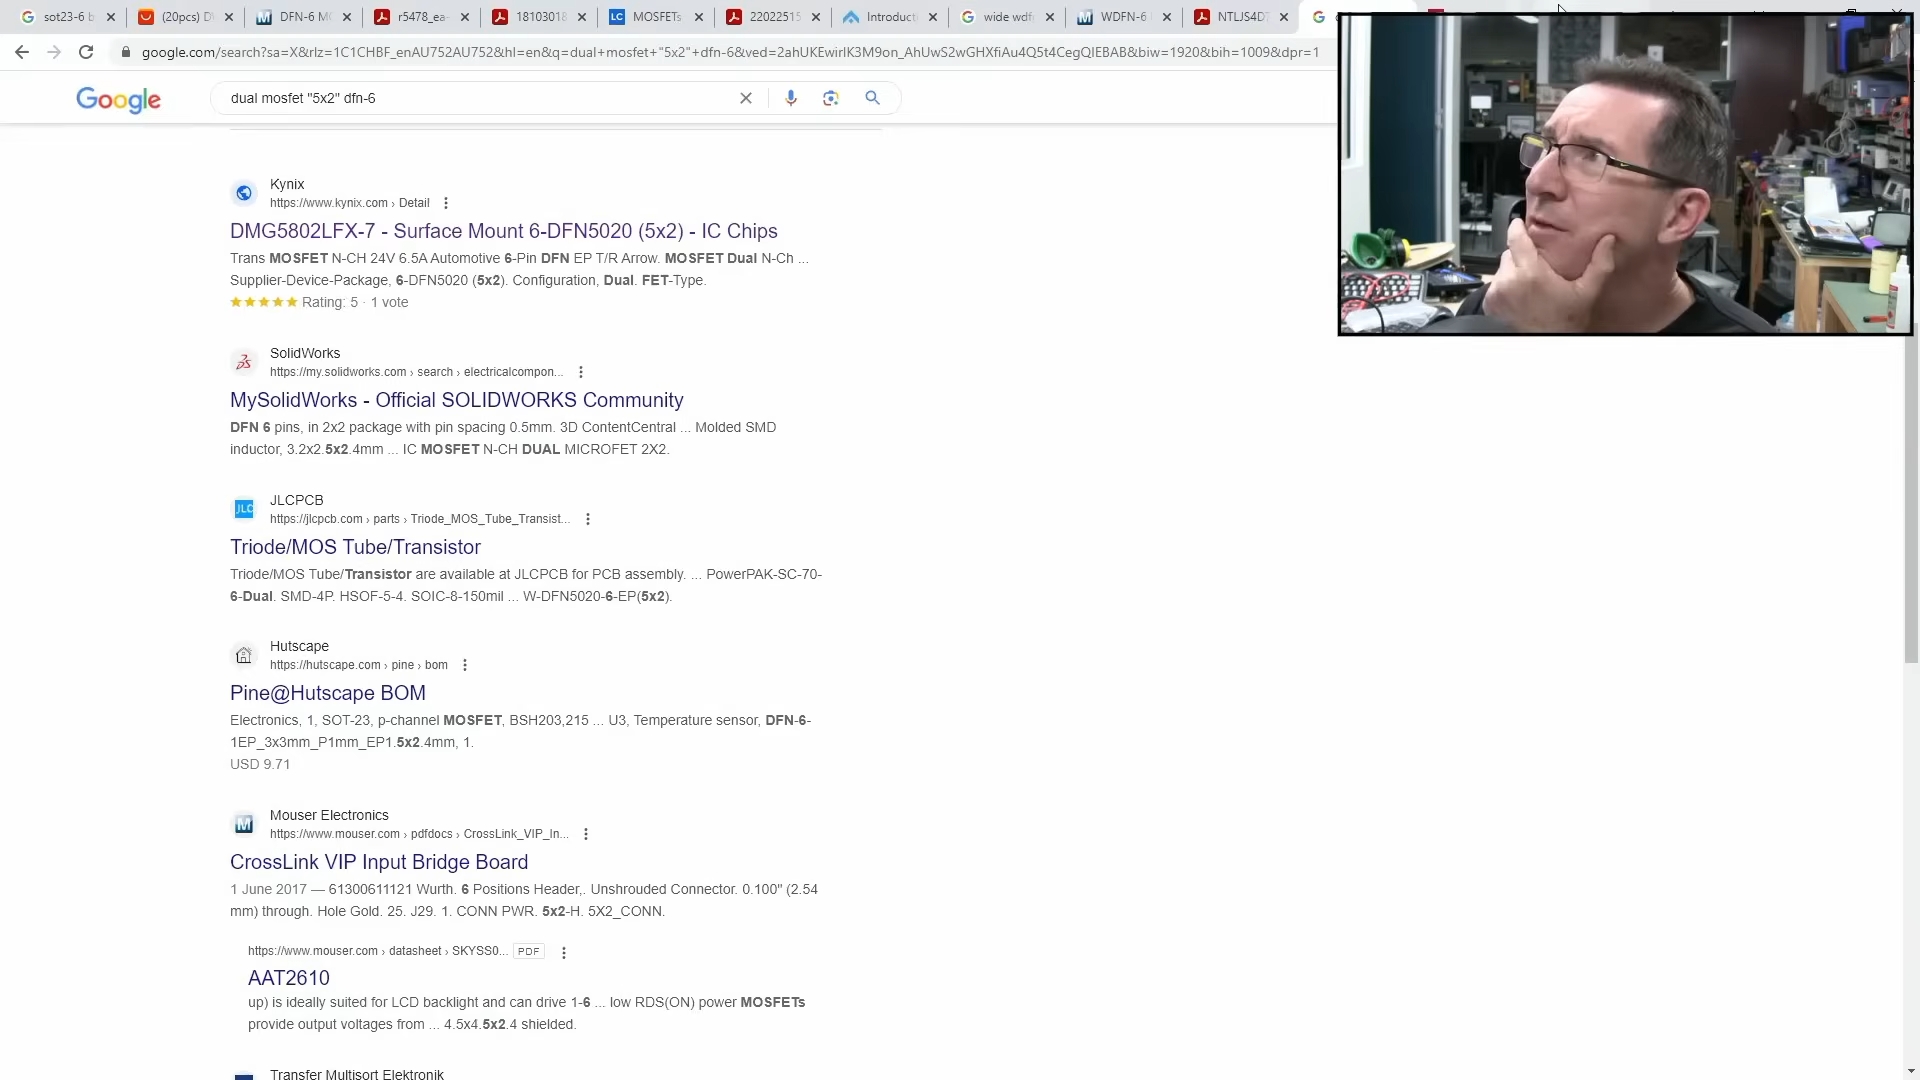 sot23-6 b
(20pcs) D
DFN-6 M
r5478_ea-
18103018
LC MOSFETs
22022515
Introduct
wide wdf
WDFN-6
NTLJS4D
google.com/search?sa=X&rlz=1C1CHBF_enAU752AU752&hl=en&q=dual+mosfet+"5x2"+dfn-6&ved=2ahUKEwirlK3M9on_AhUwS2wGHXfiAu4Q5t4CegQIEBAB&biw=1920&bih=1009&dpr=1
Google
dual mosfet "5x2" dfn-6
Kynix
https://www.kynix.com › Detail
DMG5802LFX-7 - Surface Mount 6-DFN5020 (5x2) - IC Chips
Trans MOSFET N-CH 24V 6.5A Automotive 6-Pin DFN EP T/R Arrow. MOSFET Dual N-Ch ...
Supplier-Device-Package, 6-DFN5020 (5x2). Configuration, Dual. FET-Type.
Rating: 5 · 1 vote
SolidWorks
https://my.solidworks.com › search › electricalcompon...
MySolidWorks - Official SOLIDWORKS Community
DFN 6 pins, in 2x2 package with pin spacing 0.5mm. 3D ContentCentral ... Molded SMD
inductor, 3.2x2.5x2.4mm ... IC MOSFET N-CH DUAL MICROFET 2X2.
JLC
JLCPCB
https://jlcpcb.com › parts › Triode_MOS_Tube_Transist...
Triode/MOS Tube/Transistor
Triode/MOS Tube/Transistor are available at JLCPCB for PCB assembly. ... PowerPAK-SC-70-
6-Dual. SMD-4P. HSOF-5-4. SOIC-8-150mil ... W-DFN5020-6-EP(5x2).
Hutscape
https://hutscape.com › pine › bom
Pine@Hutscape BOM
Electronics, 1, SOT-23, p-channel MOSFET, BSH203,215 ... U3, Temperature sensor, DFN-6-
1EP_3x3mm_P1mm_EP1.5x2.4mm, 1.
USD 9.71
M
Mouser Electronics
https://www.mouser.com › pdfdocs › CrossLink_VIP_In...
CrossLink VIP Input Bridge Board
1 June 2017 — 61300611121 Wurth. 6 Positions Header,. Unshrouded Connector. 0.100" (2.54
mm) through. Hole Gold. 25. J29. 1. CONN PWR. 5x2-H. 5X2_CONN.
https://www.mouser.com › datasheet › SKYSS0... PDF
AAT2610
up) is ideally suited for LCD backlight and can drive 1-6 ... low RDS(ON) power MOSFETs
provide output voltages from ... 4.5x4.5x2.4 shielded.
Transfer Multisort Elektronik